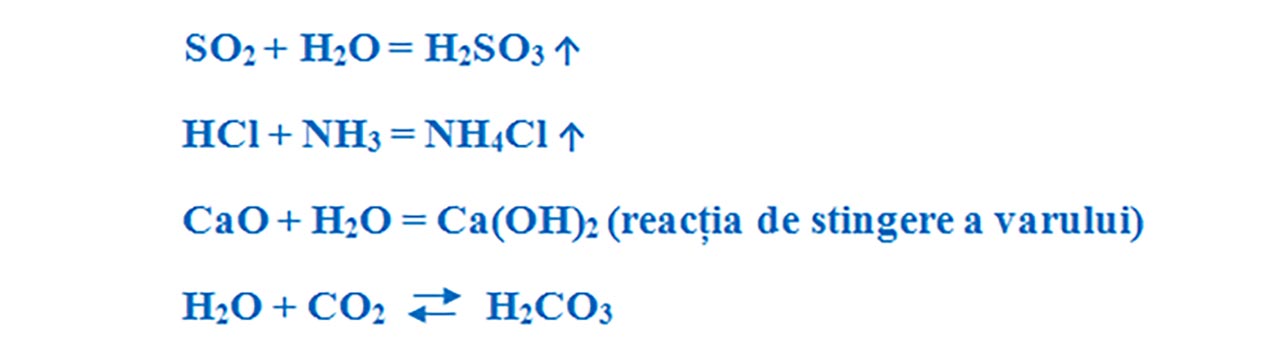 SO₂ + H₂O = H₂SO₃ ↑
HCl + NH₃ = NH₄Cl ↑
CaO + H₂O = Ca(OH)₂ (reacția de stingere a varului)
H₂O + CO₂ ⇄ H₂CO₃